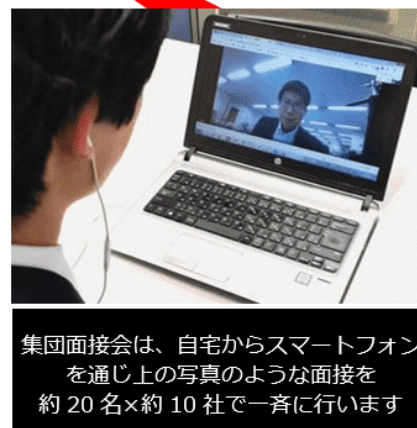 集団面接会は、自宅からスマートフォン
を通じ上の写真のような面接を
約 20 名×約 10 社で一斉に行います